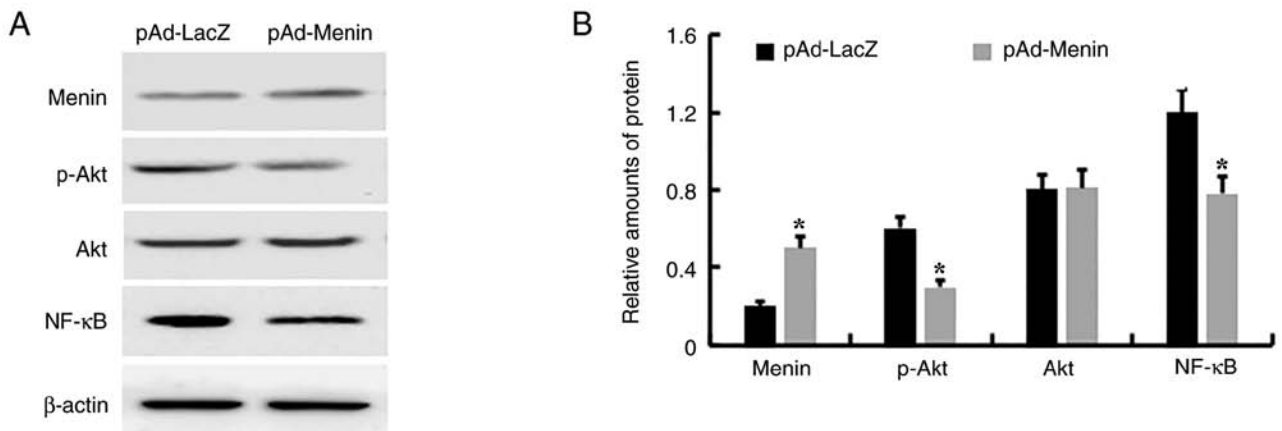 A
pAd-LacZ pAd-Menin
Menin
p-Akt
Akt
NF-κB
β-actin
B
Relative amounts of protein
1.6
1.2
0.8
0.4
0
pAd-LacZ pAd-Menin
*
*
*
Menin p-Akt Akt NF-κB